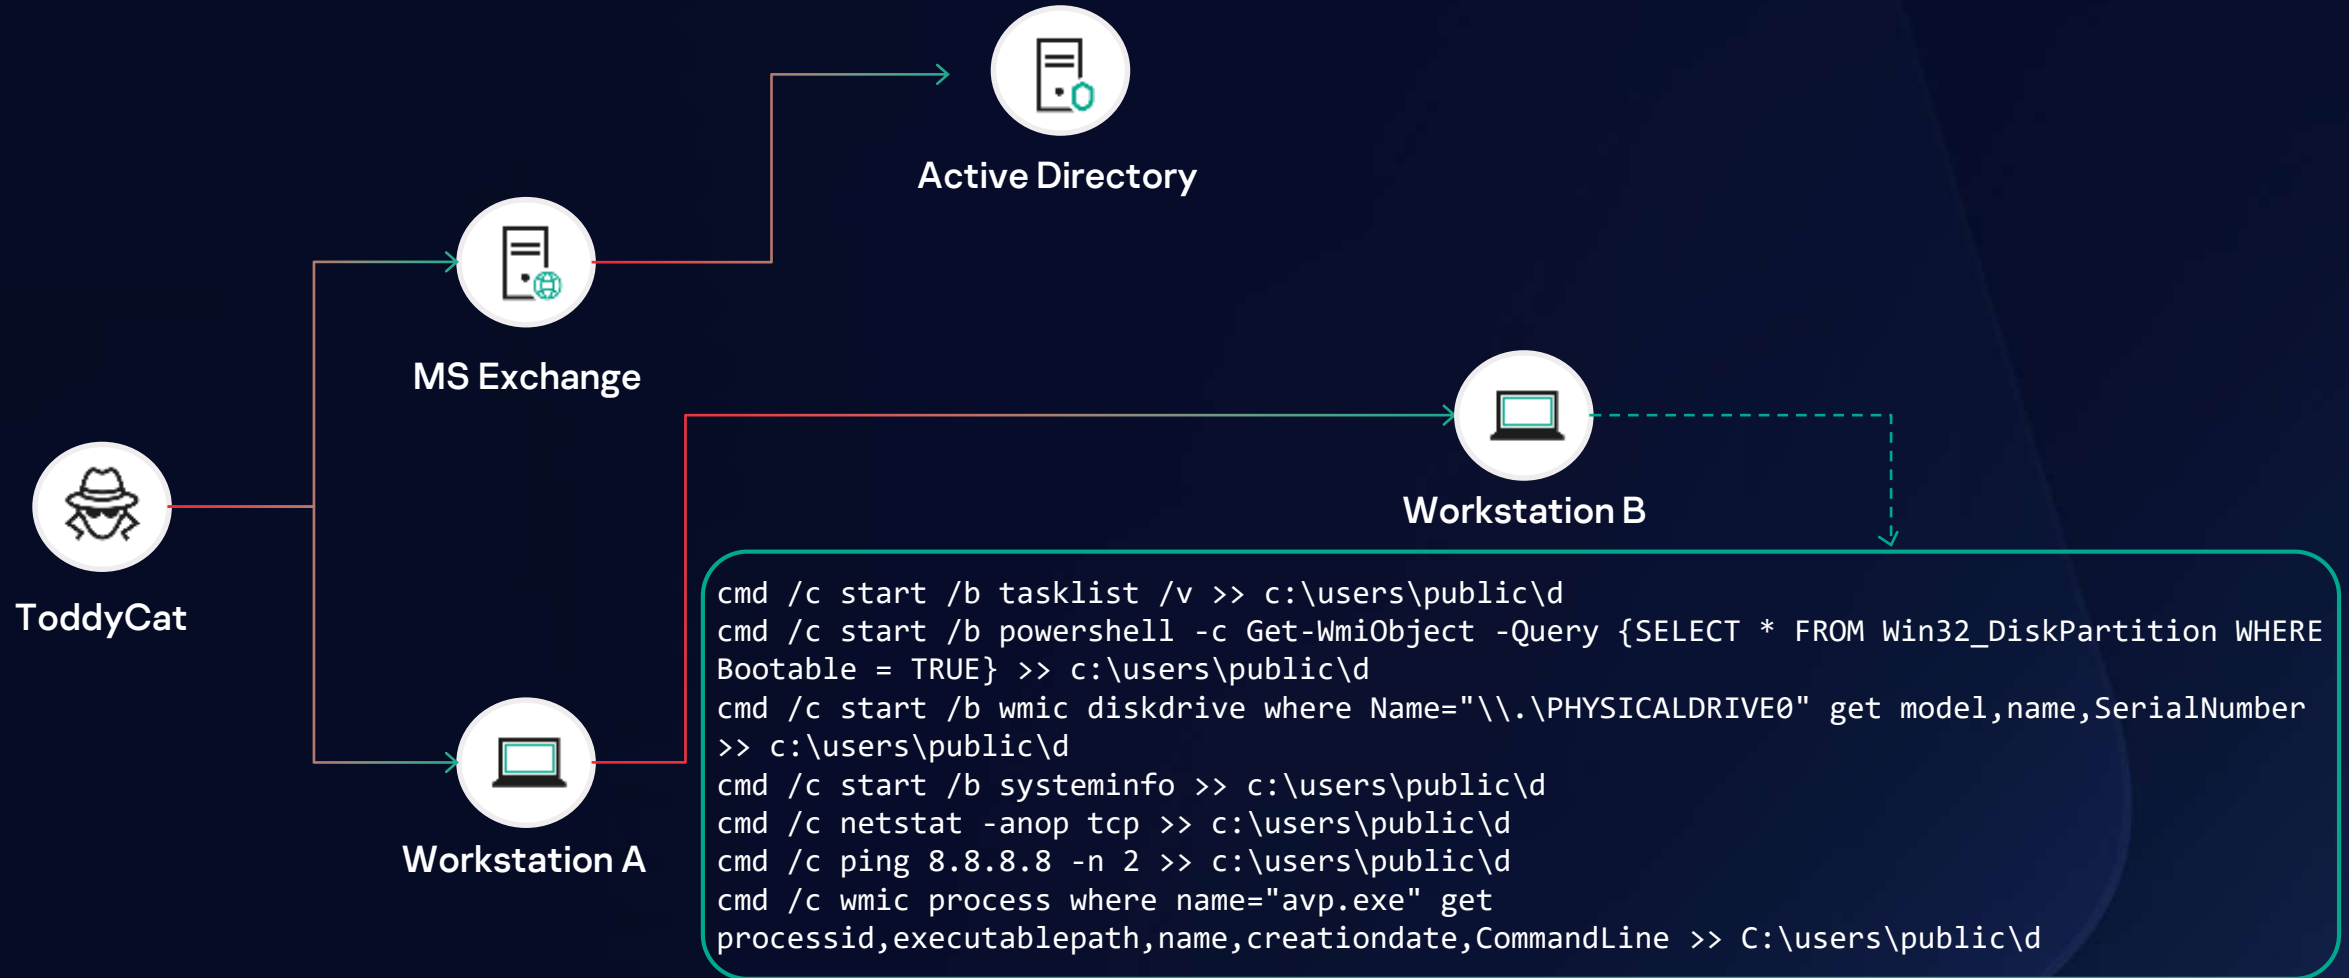 Active Directory
MS Exchange
Workstation B
ToddyCat
Workstation A
cmd /c start /b tasklist /v >> c:\users\public\d
cmd /c start /b powershell -c Get-WmiObject -Query {SELECT * FROM Win32_DiskPartition WHERE
Bootable = TRUE} >> c:\users\public\d
cmd /c start /b wmic diskdrive where Name="\\.\PHYSICALDRIVE0" get model,name,SerialNumber
>> c:\users\public\d
cmd /c start /b systeminfo >> c:\users\public\d
cmd /c netstat -anop tcp >> c:\users\public\d
cmd /c ping 8.8.8.8 -n 2 >> c:\users\public\d
cmd /c wmic process where name="avp.exe" get
processid,executablepath,name,creationdate,CommandLine >> C:\users\public\d